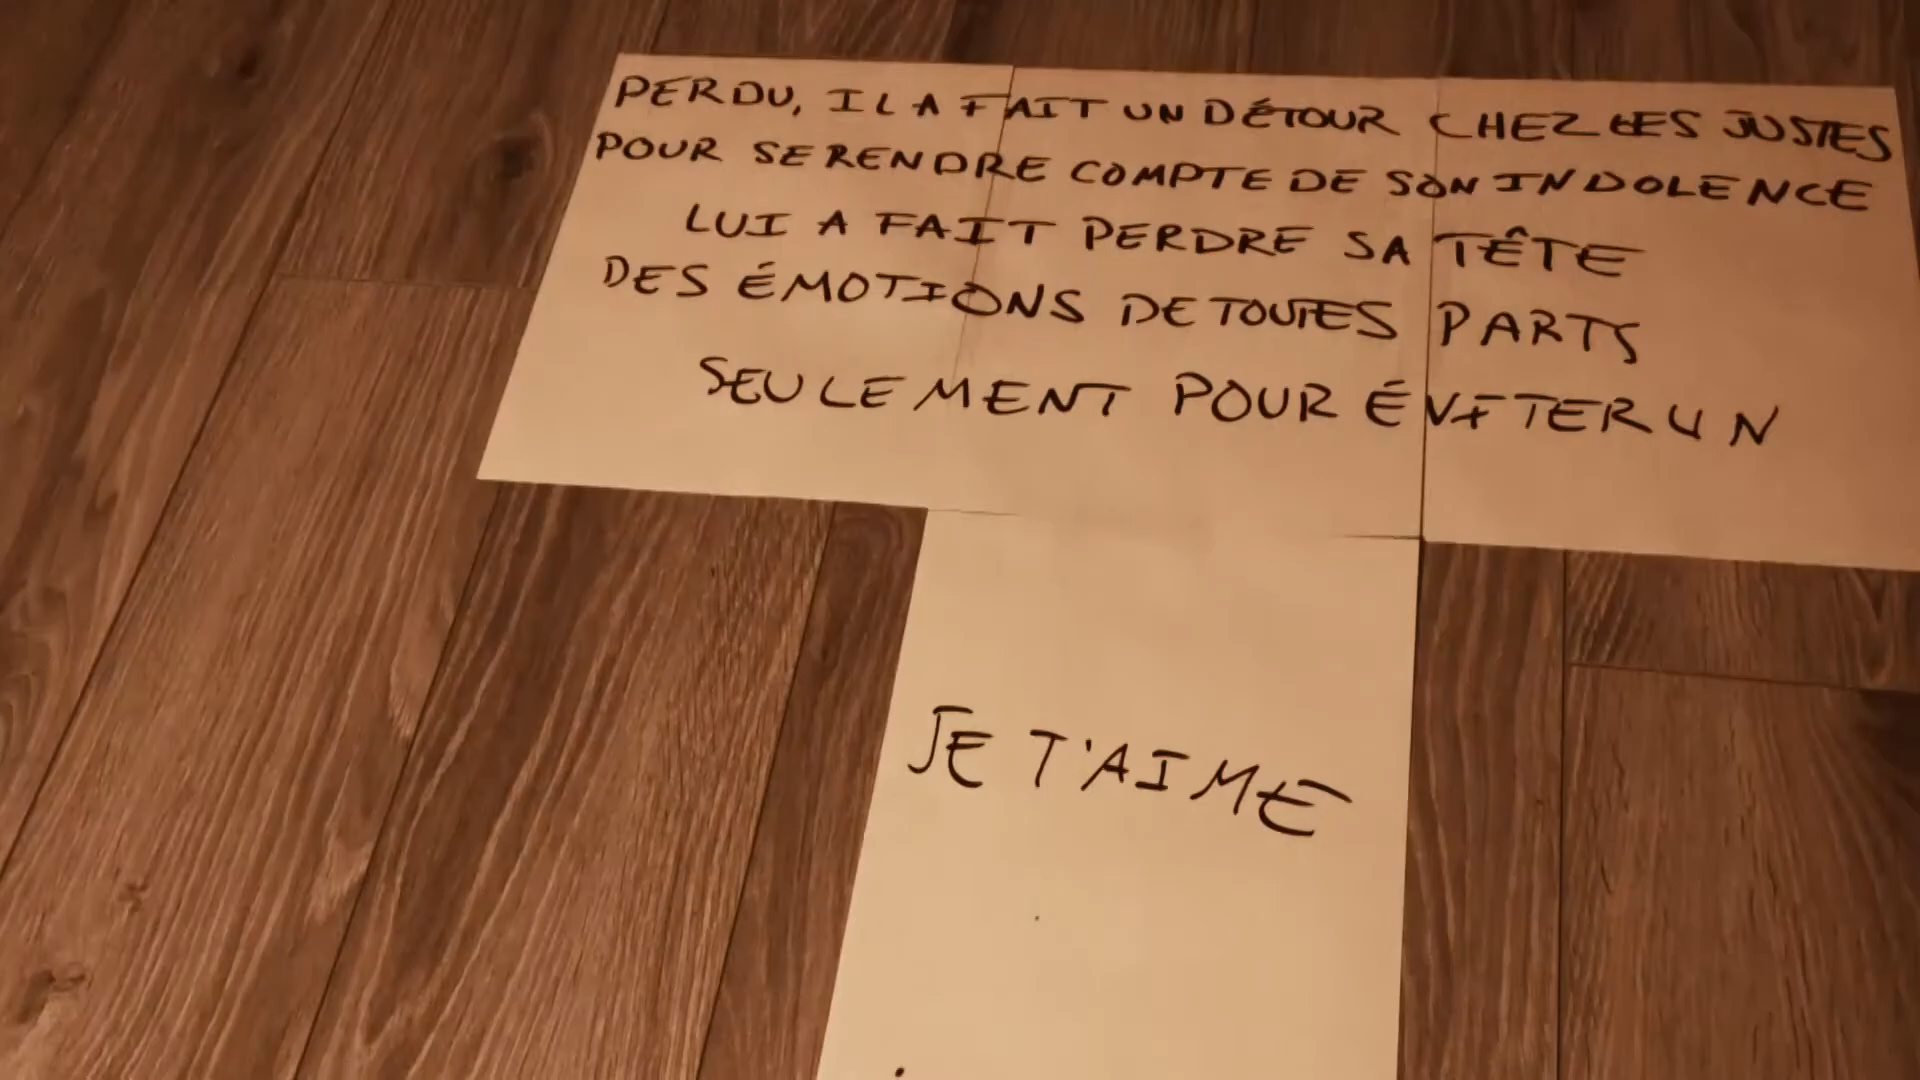 PERDU, IL A FAIT UN DÉTOUR CHEZ LES JUSTES
POUR SE RENDRE COMPTE DE SON INDOLENCE
LUI A FAIT PERDRE SA TÊTE
DES ÉMOTIONS DE TOUTES PARTS
SEULEMENT POUR ÉVITER UN
JE T'AIME